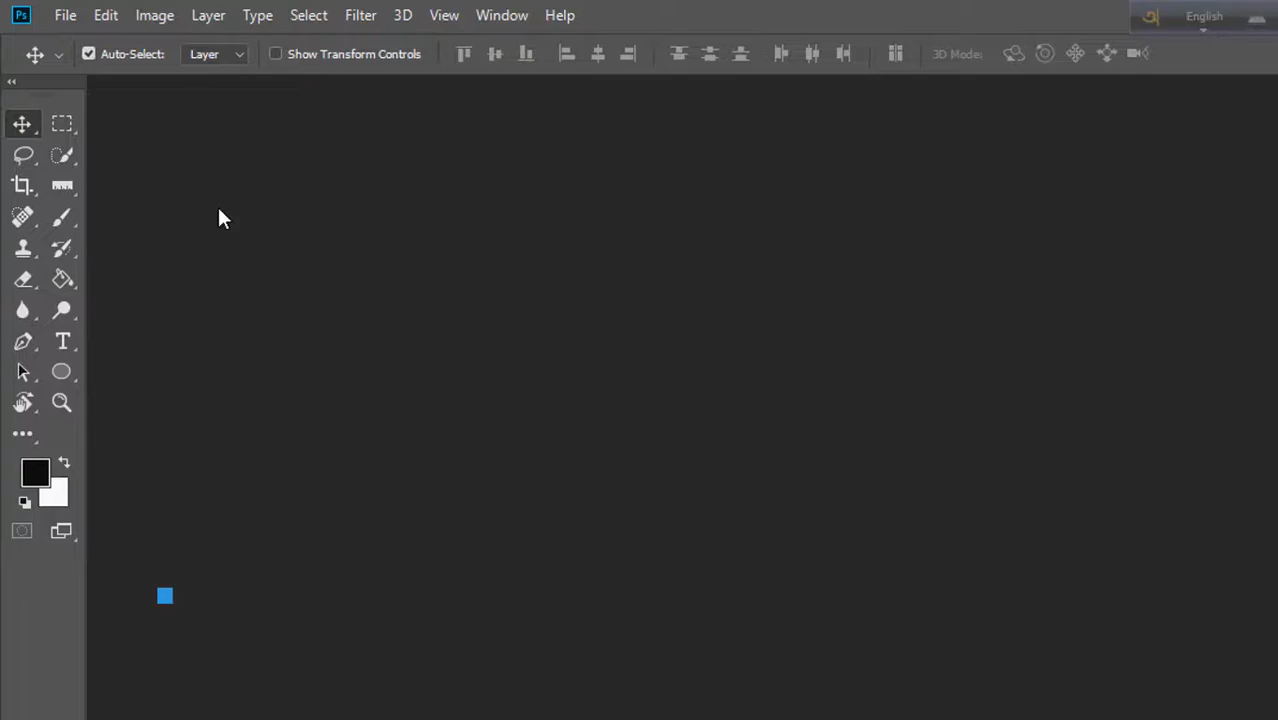 Ps File Edit Image Layer Type Select Filter 3D View Window Help
English
Auto-Select: Layer Show Transform Controls 3D Mode:
T